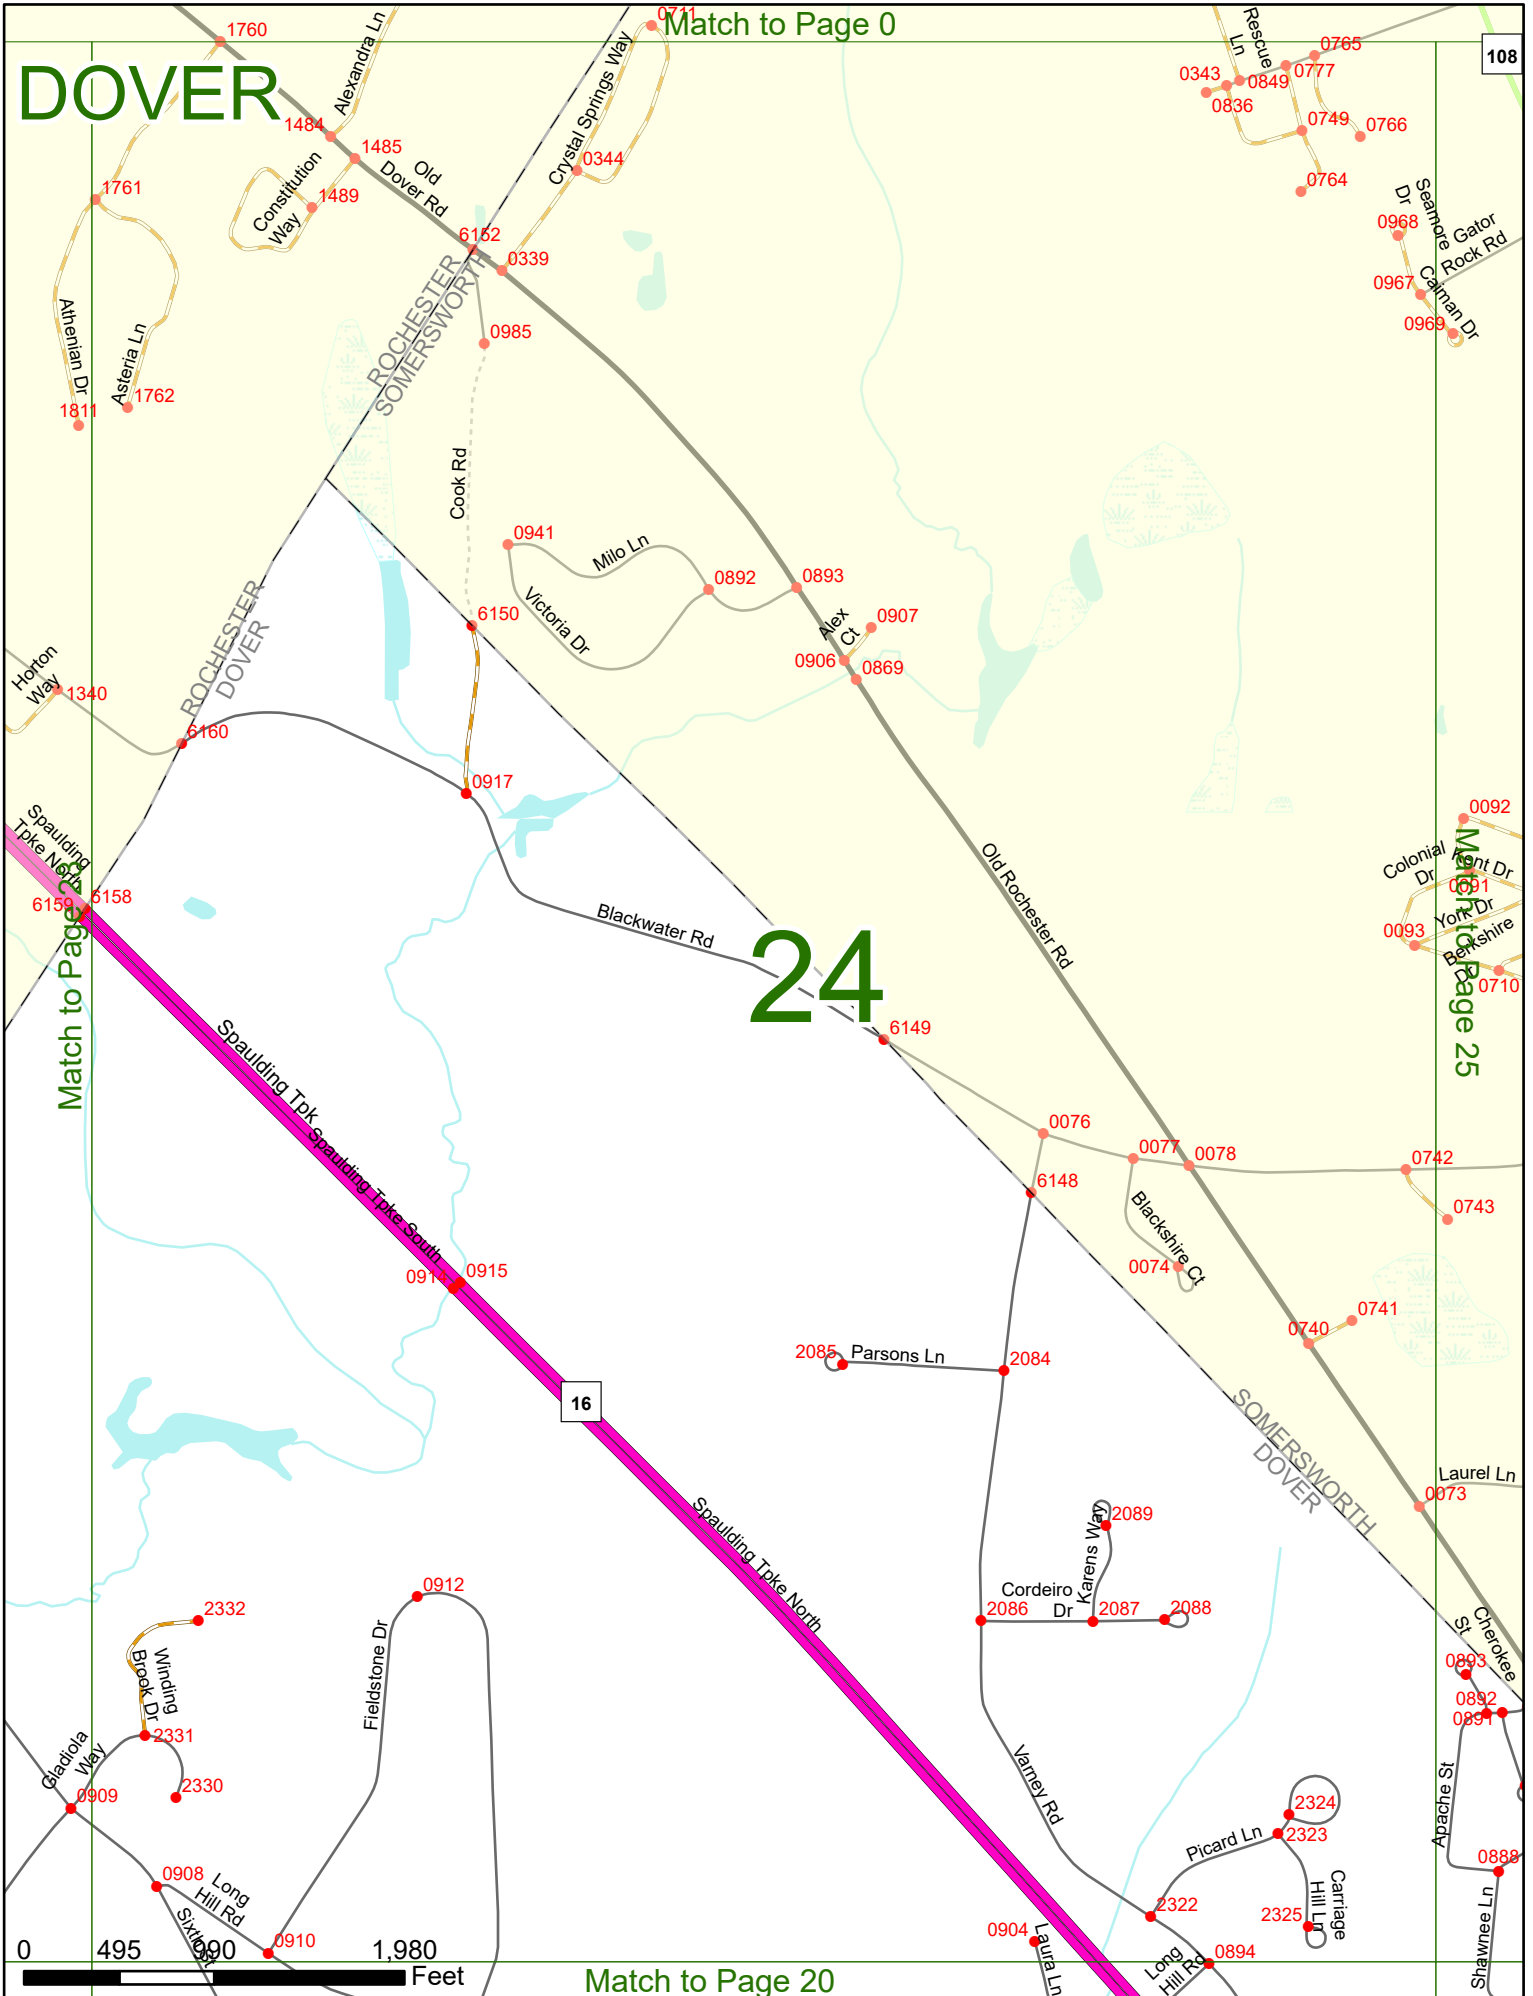 Match to Page 0
DOVER
108
1760
Alexandra Ln
0711
Crystal Springs Way
Rescue
Ln
0765
0777
0343
0849
0836
0749
0766
0764
1484
1485
Old
Dover Rd
0344
Constitution
Way
1489
1761
6152
0339
ROCHESTER
SOMERSWORTH
0985
Seamore
Dr
0968
Gator
Rock Rd
0967
Caiman Dr
0969
Athenian Dr
Asteria Ln
1762
1811
Cook Rd
0941
Milo Ln
0892
0893
Victoria Dr
6150
Alex
Ct
0907
0906
0869
ROCHESTER
DOVER
Horton
Way
1340
6160
0917
Spaulding
Tpke North
6158
6159
Match to Page 23
0092
Colonial
Dr
Kent Dr
0091
York Dr
0093
Berkshire
Dr
0710
Match to Page 25
Old Rochester Rd
Blackwater Rd
24
6149
Spaulding Tpk
Spaulding Tpke South
0076
0077
0078
0742
6148
0743
Blackshire Ct
0074
0914
0915
0741
0740
2085
Parsons Ln
2084
16
SOMERSWORTH
DOVER
Laurel Ln
0073
Spaulding Tpke North
2089
Karens Way
Cordeiro
Dr
2086
2087
2088
0912
2332
Winding
Brook Dr
Fieldstone Dr
Cherokee
St
0893
0892
0891
2331
Gladiola
Way
2330
0909
Varney Rd
Apache St
2324
2323
Picard Ln
0908
Long
Hill Rd
Sixth St
0910
2322
Carriage
Hill Ln
2325
0888
Shawnee Ln
0904
Laura Ln
Long
Hill Rd
0894
0 495 990 1,980
Feet
Match to Page 20